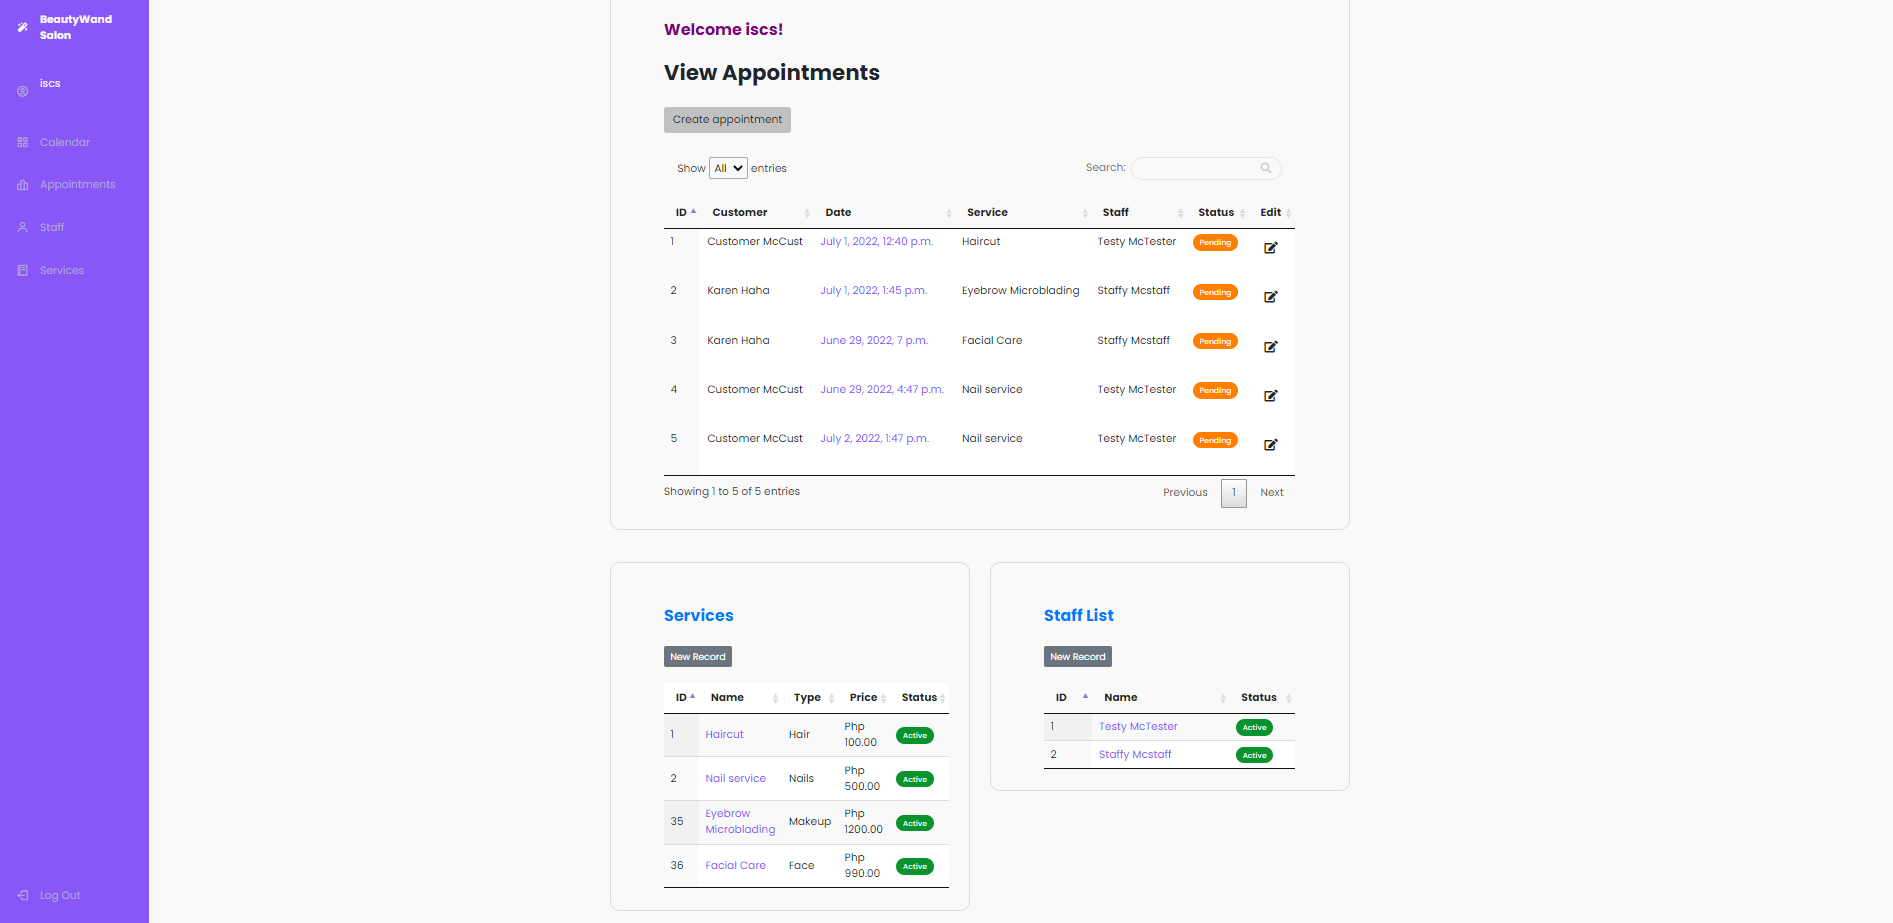 BeautyWand
Salon
iscs
Calendar
Appointments
Staff
Services
Log Out
Welcome iscs!
View Appointments
Create appointment
Show All entries Search:
ID Customer Date Service Staff Status Edit
1 Customer McCust July 1, 2022, 12:40 p.m. Haircut Testy McTester Pending
2 Karen Haha July 1, 2022, 1:45 p.m. Eyebrow Microblading Staffy Mcstaff Pending
3 Karen Haha June 29, 2022, 7 p.m. Facial Care Staffy Mcstaff Pending
4 Customer McCust June 29, 2022, 4:47 p.m. Nail service Testy McTester Pending
5 Customer McCust July 2, 2022, 1:47 p.m. Nail service Testy McTester Pending
Showing 1 to 5 of 5 entries Previous 1 Next
Services
New Record
ID Name Type Price Status
1 Haircut Hair Php
100.00 Active
2 Nail service Nails Php
500.00 Active
35 Eyebrow
Microblading Makeup Php
1200.00 Active
36 Facial Care Face Php
990.00 Active
Staff List
New Record
ID Name Status
1 Testy McTester Active
2 Staffy Mcstaff Active